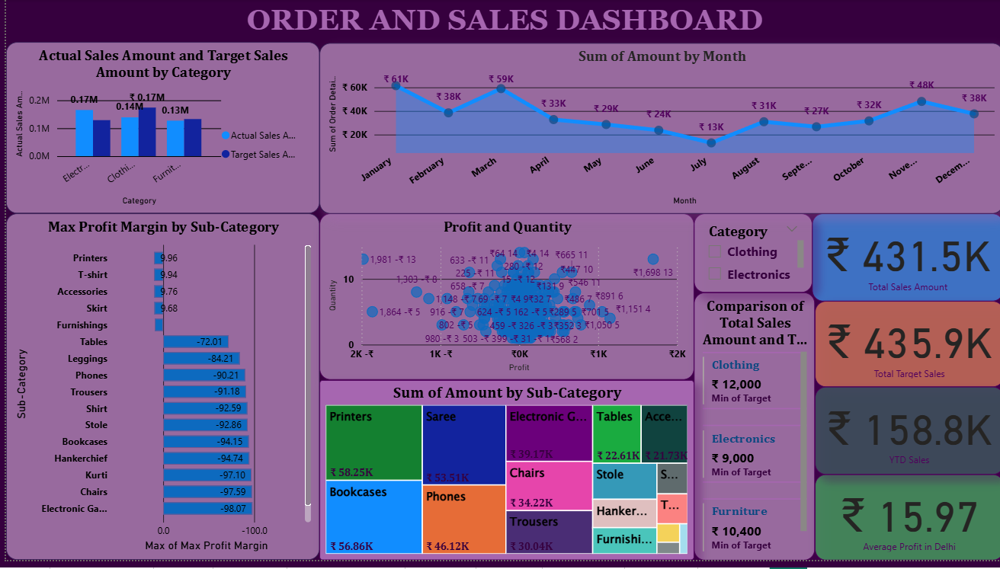 ORDER AND SALES DASHBOARD
Actual Sales Amount and Target Sales
Amount by Category
Actual Sales Am...
0.2M
0.1M
0.0M
0.17M
0.14M
₹ 0.17M
0.13M
Electr...
Clothi...
Furnit...
Category
Actual Sales A...
Target Sales A...
Sum of Amount by Month
Sum of Order Detai...
₹ 60K
₹ 40K
₹ 20K
₹ 61K
₹ 38K
₹ 59K
₹ 33K
₹ 29K
₹ 24K
₹ 13K
₹ 31K
₹ 27K
₹ 32K
₹ 48K
₹ 38K
January
February
March
April
May
June
July
August
Septe...
October
Nove...
Decem...
Month
Max Profit Margin by Sub-Category
Sub-Category
Printers 9.96
T-shirt 9.94
Accessories 9.76
Skirt 9.68
Furnishings
Tables -72.01
Leggings -84.21
Phones -90.21
Trousers -91.18
Shirt -92.59
Stole -92.86
Bookcases -94.15
Hankerchief -94.74
Kurti -97.10
Chairs -97.59
Electronic Ga... -98.07
0.0 -100.0
Max of Max Profit Margin
Profit and Quantity
Quantity
10
0
₹64 14
₹4 14
₹665 11
1,981 -₹ 13
633 -₹ 11
280 -₹ 12
₹447 10
₹1,698 13
225 -₹ 11
1,303 -₹ 8
15 -₹ 12
₹546 11
658 -₹ 7
₹131 9
₹891 6
1,148 -₹ 7
69 -₹ 7
₹4 9
₹32 7
₹486 7
1,864 -₹ 5
916 -₹ 7
624 -₹ 5
162 -₹ 5
₹289 5
₹701 5
₹1,151 4
802 -₹ 5
459 -₹
326 -₹ 3
₹352 3
₹1,050 5
980 -₹ 3
503 -₹
399 -₹
31 -₹ 1
₹568 2
2K -₹
1K -₹
₹0K
₹1K
₹2K
Profit
Sum of Amount by Sub-Category
Printers
₹ 58.25K
Bookcases
₹ 56.86K
Saree
₹ 53.51K
Phones
₹ 46.12K
Electronic G...
₹ 39.17K
Chairs
₹ 34.22K
Trousers
₹ 30.04K
Tables
₹ 22.61K
Acce...
₹ 21.73K
Stole
Hanker...
Furnishi...
S...
T...
Category
Clothing
Electronics
Comparison of
Total Sales
Amount and T...
Clothing
₹ 12,000
Min of Target
Electronics
₹ 9,000
Min of Target
Furniture
₹ 10,400
Min of Target
₹ 431.5K
Total Sales Amount
₹ 435.9K
Total Target Sales
₹ 158.8K
YTD Sales
₹ 15.97
Average Profit in Delhi